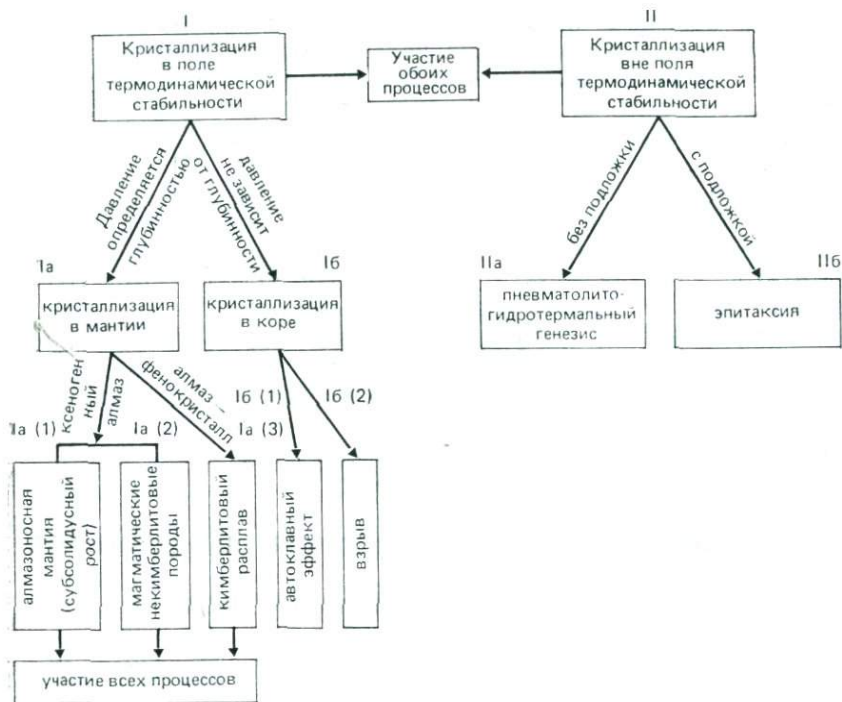 I
Кристаллизация
в поле
термодинамической
стабильности
Участие
обоих
процессов
II
Кристаллизация
вне поля
термодинамической
стабильности
Давление
определяется
глубинностью
давление
не зависит
от глубинности
без подложки
с подложкой
Iа
кристаллизация
в мантии
Iб
кристаллизация
в коре
IIа
пневматолито-
гидротермальный
генезис
IIб
эпитаксия
ксеноген
ный
алмаз
алмаз —
фенокристалл
Iа (1)
Iа (2)
Iа (3)
Iб (1)
Iб (2)
алмазоносная
мантия
(субсолидусный
рост)
магматические
некимберлитовые
породы
кимберлитовый
расплав
автоклавный
эффект
взрыв
участие всех процессов